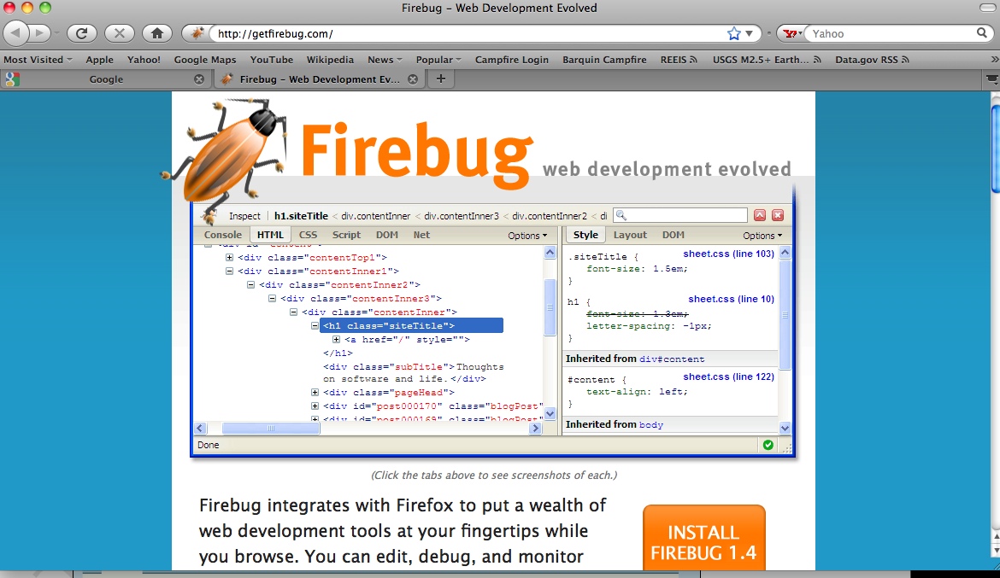 Firebug - Web Development Evolved
http://getfirebug.com/
Yahoo
Most Visited Apple Yahoo! Google Maps YouTube Wikipedia News Popular Campfire Login Barquin Campfire REEIS USGS M2.5+ Earth... Data.gov RSS »
Google
Firebug - Web Development Ev...
Firebug web development evolved
Inspect h1.siteTitle < div.contentInner < div.contentInner3 < div.contentInner2 < di
Console HTML CSS Script DOM Net Options
<div id="content">
<div class="contentTop1">
<div class="contentInner1">
<div class="contentInner2">
<div class="contentInner3">
<div class="contentInner">
<h1 class="siteTitle">
<a href="/" style="">
</h1>
<div class="subTitle">Thoughts
on software and life.</div>
<div class="pageHead">
<div id="post000170" class="blogPost"
<div id="post000169" class="blogPost"
Style Layout DOM Options
sheet.css (line 103)
.siteTitle {
font-size: 1.5em;
}
sheet.css (line 10)
h1 {
font-size: 1.3em;
letter-spacing: -1px;
}
Inherited from div#content
sheet.css (line 122)
#content {
text-align: left;
}
Inherited from body
Done
(Click the tabs above to see screenshots of each.)
Firebug integrates with Firefox to put a wealth of
web development tools at your fingertips while
you browse. You can edit, debug, and monitor
INSTALL
FIREBUG 1.4